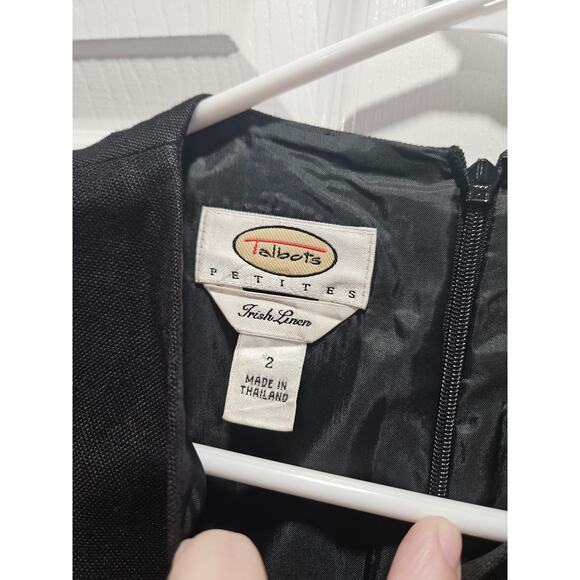 Talbots
PETITES
Irish Linen
2
MADE IN
THAILAND